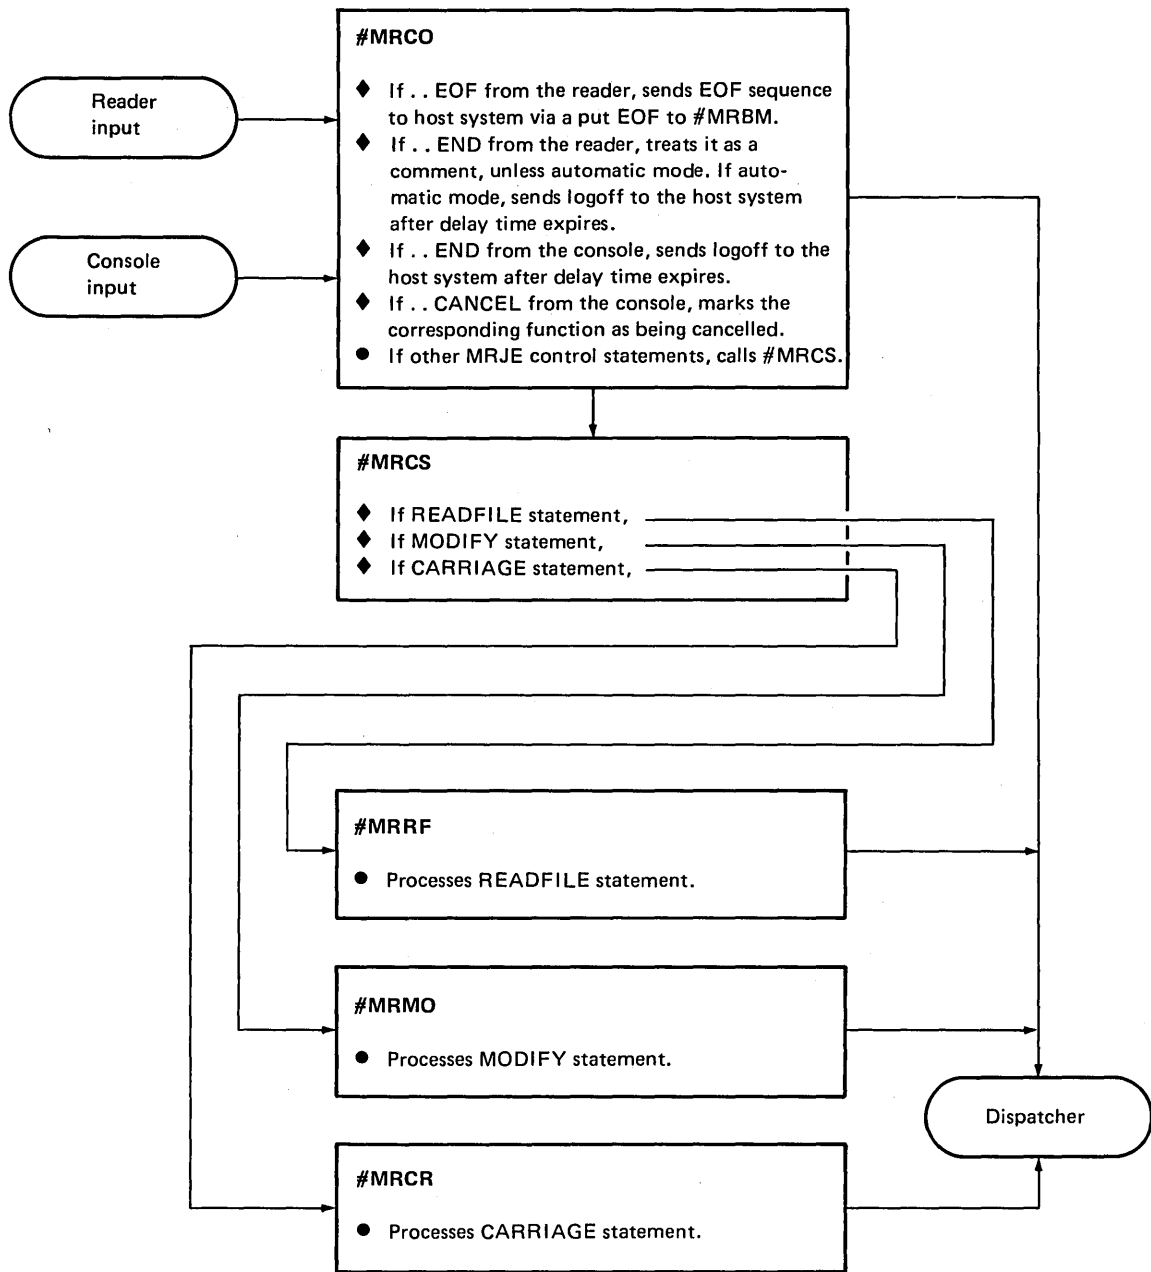 #MRCO
Reader
input
♦ If . . EOF from the reader, sends EOF sequence
to host system via a put EOF to #MRBM.
♦ If . . END from the reader, treats it as a
comment, unless automatic mode. If auto-
matic mode, sends logoff to the host system
after delay time expires.
Console
input
♦ If . . END from the console, sends logoff to the
host system after delay time expires.
♦ If . . CANCEL from the console, marks the
corresponding function as being cancelled.
● If other MRJE control statements, calls #MRCS.
#MRCS
♦ If READFILE statement,
♦ If MODIFY statement,
♦ If CARRIAGE statement,
#MRRF
● Processes READFILE statement.
#MRMO
● Processes MODIFY statement.
Dispatcher
#MRCR
● Processes CARRIAGE statement.